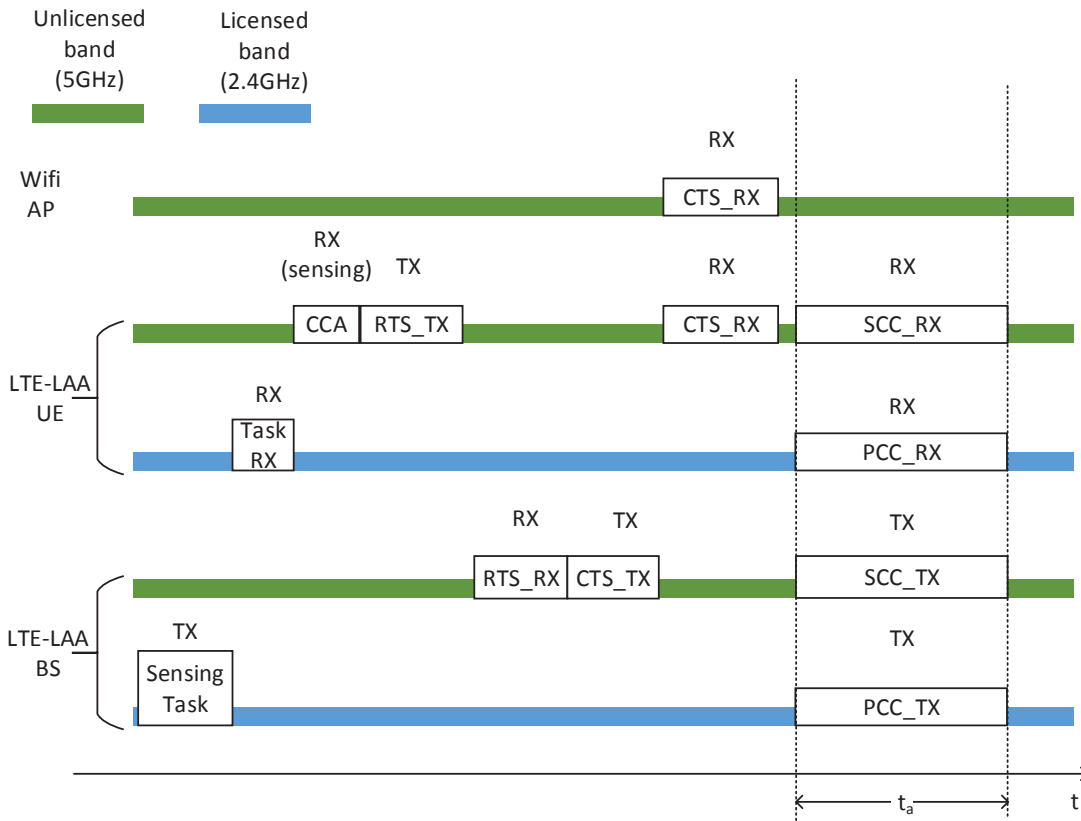 Unlicensed
band
(5GHz)
Licensed
band
(2.4GHz)
RX
Wifi
AP
CTS_RX
RX
(sensing)
TX
RX
RX
CCA
RTS_TX
CTS_RX
SCC_RX
LTE-LAA
UE
RX
RX
Task
RX
PCC_RX
RX
TX
TX
RTS_RX
CTS_TX
SCC_TX
LTE-LAA
BS
TX
TX
Sensing
Task
PCC_TX
ta
t